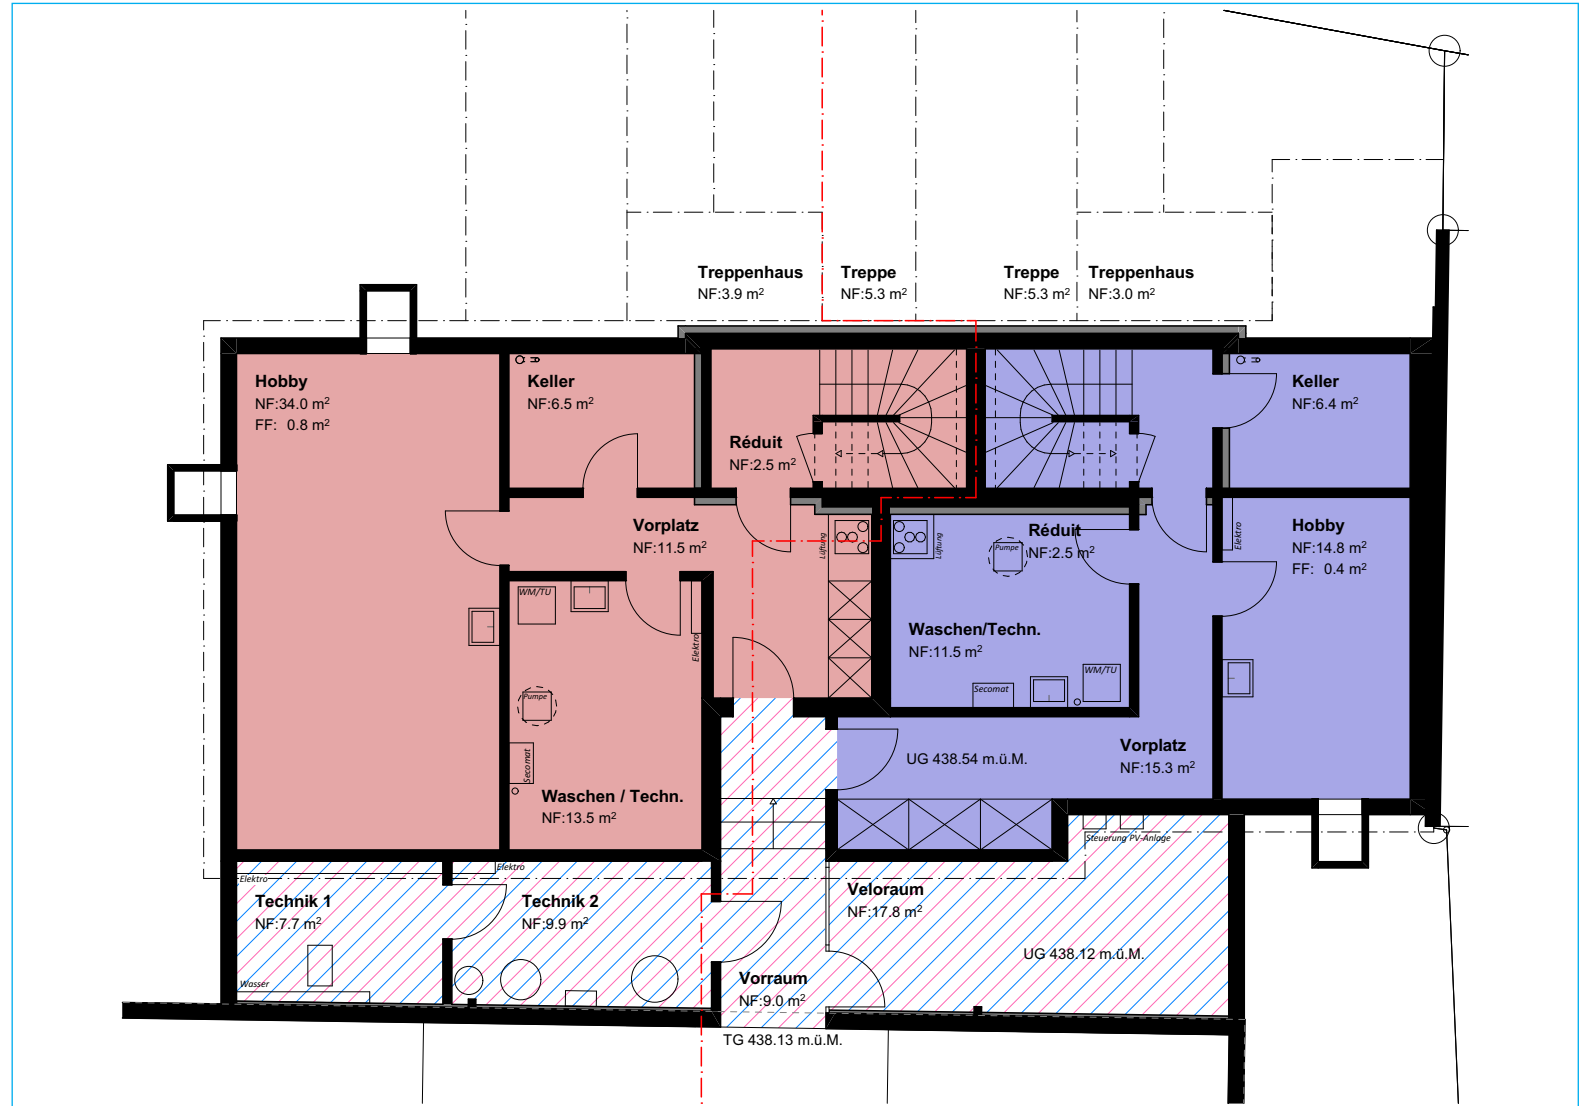 Treppenhaus
NF:3.9 m²
Treppe
NF:5.3 m²
Treppe
NF:5.3 m²
Treppenhaus
NF:3.0 m²
Hobby
NF:34.0 m²
FF: 0.8 m²
Keller
NF:6.5 m²
Réduit
NF:2.5 m²
Keller
NF:6.4 m²
Vorplatz
NF:11.5 m²
Lüftung
Lüftung
Pumpe
Réduit
NF:2.5 m²
Elektro
Hobby
NF:14.8 m²
FF: 0.4 m²
WM/TU
Elektro
Waschen/Techn.
NF:11.5 m²
Secomat
WM/TU
Pumpe
Secomat
Waschen / Techn.
NF:13.5 m²
UG 438.54 m.ü.M.
Vorplatz
NF:15.3 m²
Steuerung PV-Anlage
Elektro
Elektro
Technik 1
NF:7.7 m²
Technik 2
NF:9.9 m²
Veloraum
NF:17.8 m²
UG 438.12 m.ü.M.
Wasser
Vorraum
NF:9.0 m²
TG 438.13 m.ü.M.